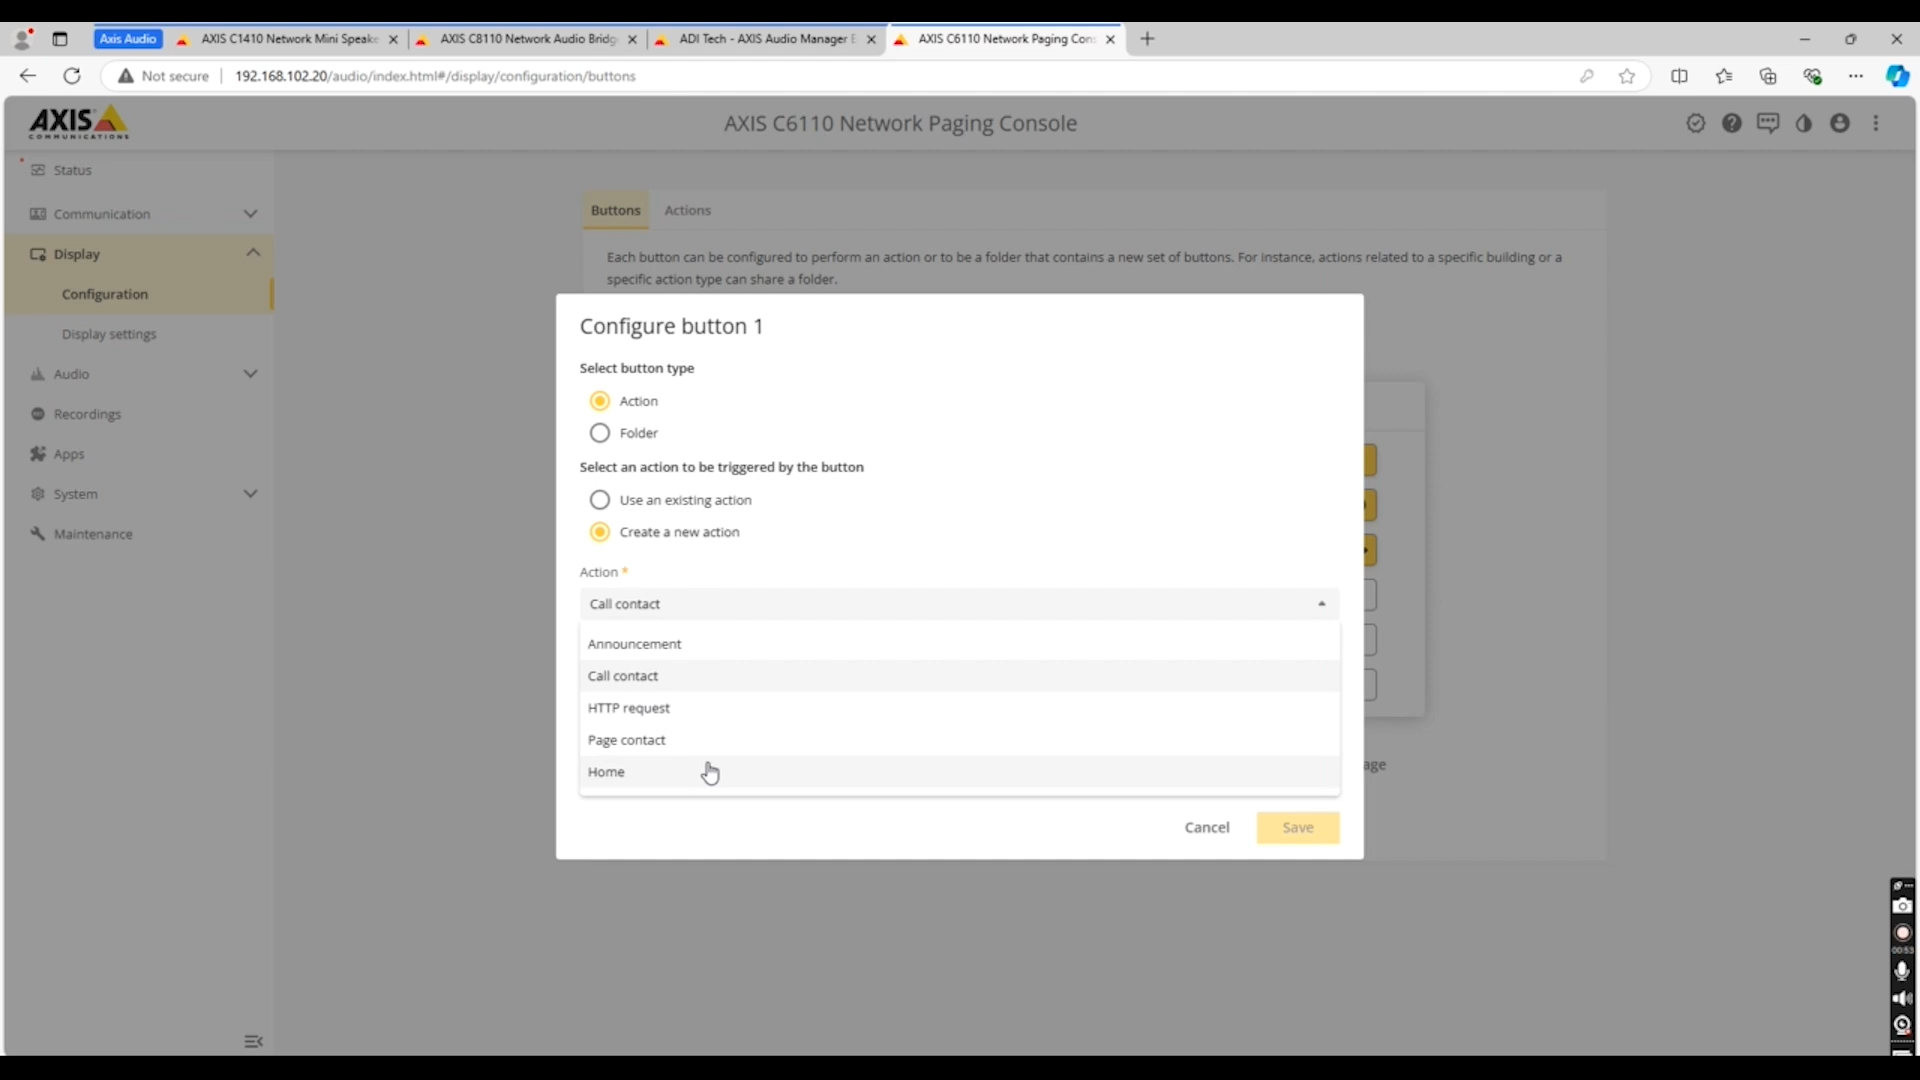 Axis Audio
AXIS C1410 Network Mini Speake
AXIS C8110 Network Audio Bridg
ADI Tech - AXIS Audio Manager E
AXIS C6110 Network Paging Con
Not secure
192.168.102.20/audio/index.html#/display/configuration/buttons
AXIS
COMMUNICATIONS
AXIS C6110 Network Paging Console
Status
Communication
Display
Configuration
Display settings
Audio
Recordings
Apps
System
Maintenance
Buttons
Actions
Each button can be configured to perform an action or to be a folder that contains a new set of buttons. For instance, actions related to a specific building or a
specific action type can share a folder.
Configure button 1
Select button type
Action
Folder
Select an action to be triggered by the button
Use an existing action
Create a new action
Action *
Call contact
Announcement
Call contact
HTTP request
Page contact
Home
age
Cancel
Save
00:53